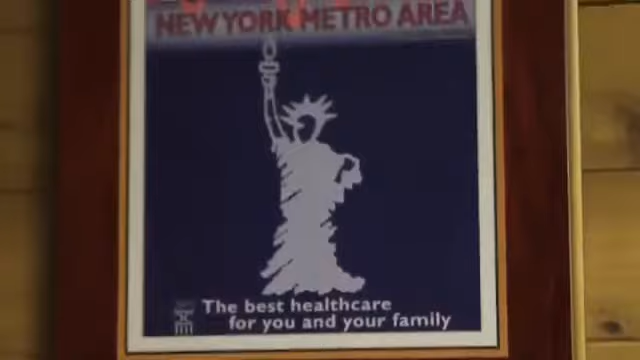 NEW YORK METRO AREA
The best healthcare
for you and your family